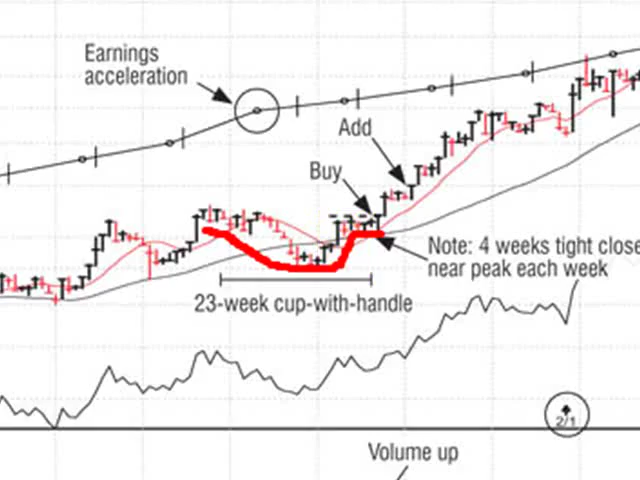 Earnings
acceleration
Add
Buy
Note: 4 weeks tight close
near peak each week
23-week cup-with-handle
2/1
Volume up